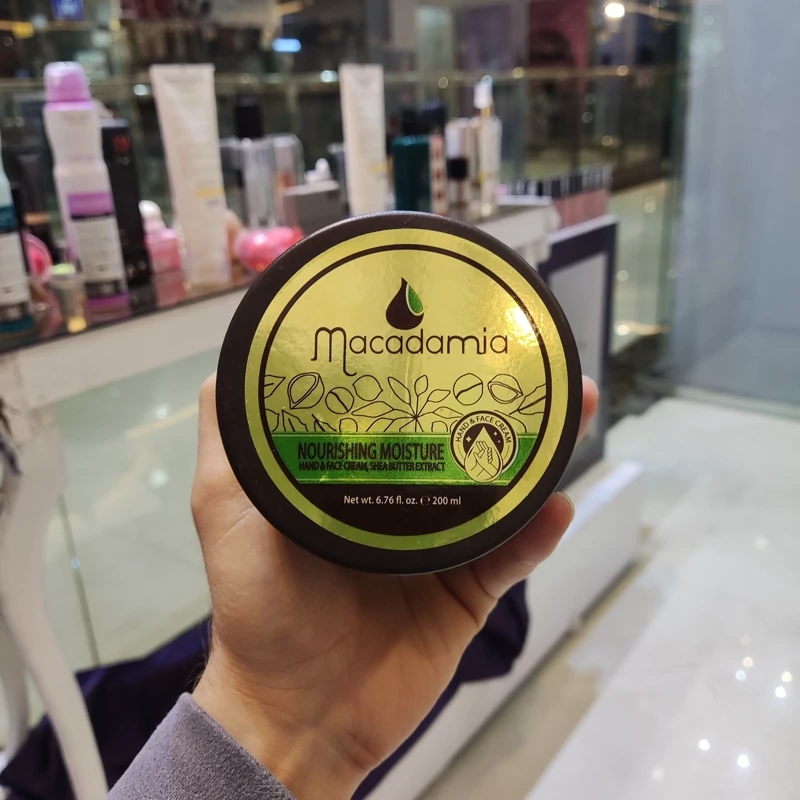 Macadamia
HAND & FACE CREAM
NOURISHING MOISTURE
HAND & FACE CREAM, SHEA BUTTER EXTRACT
Net wt. 6.76 fl. oz. ℮ 200 ml